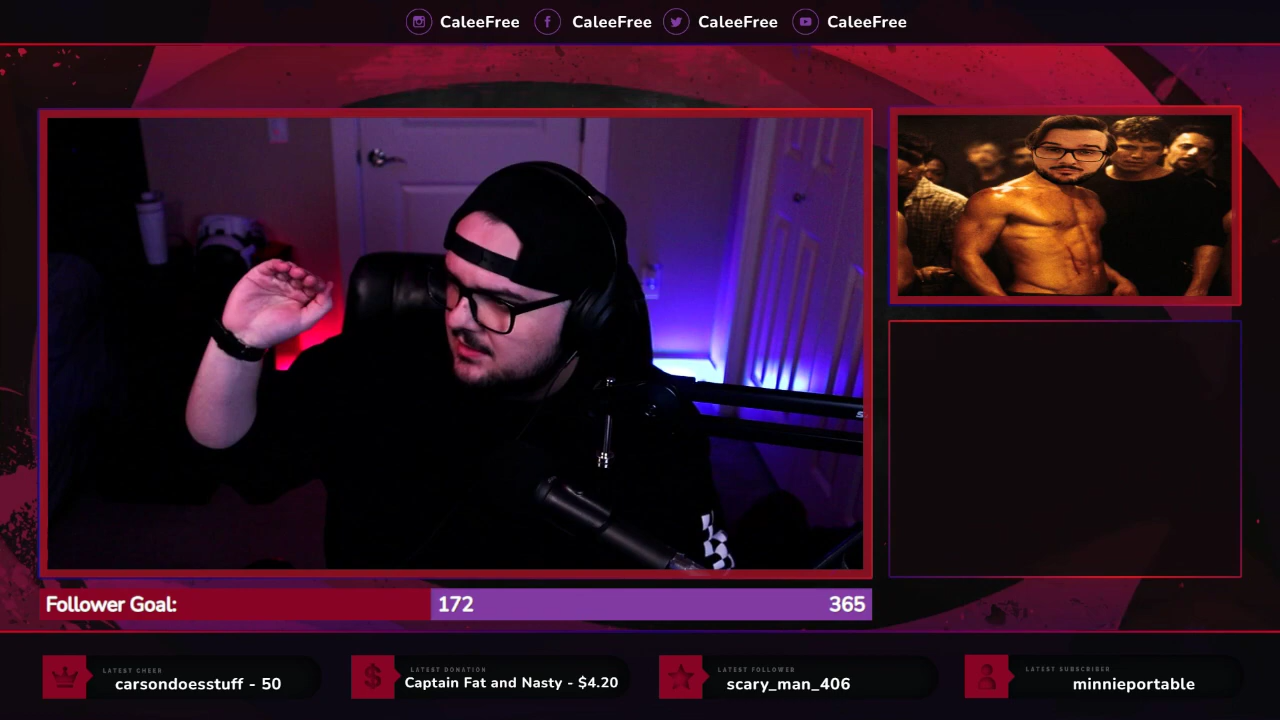 CaleeFree CaleeFree CaleeFree CaleeFree
Follower Goal: 172 365
LATEST CHEER
carsondoesstuff - 50
LATEST DONATION
Captain Fat and Nasty - $4.20
LATEST FOLLOWER
scary_man_406
LATEST SUBSCRIBER
minnieportable